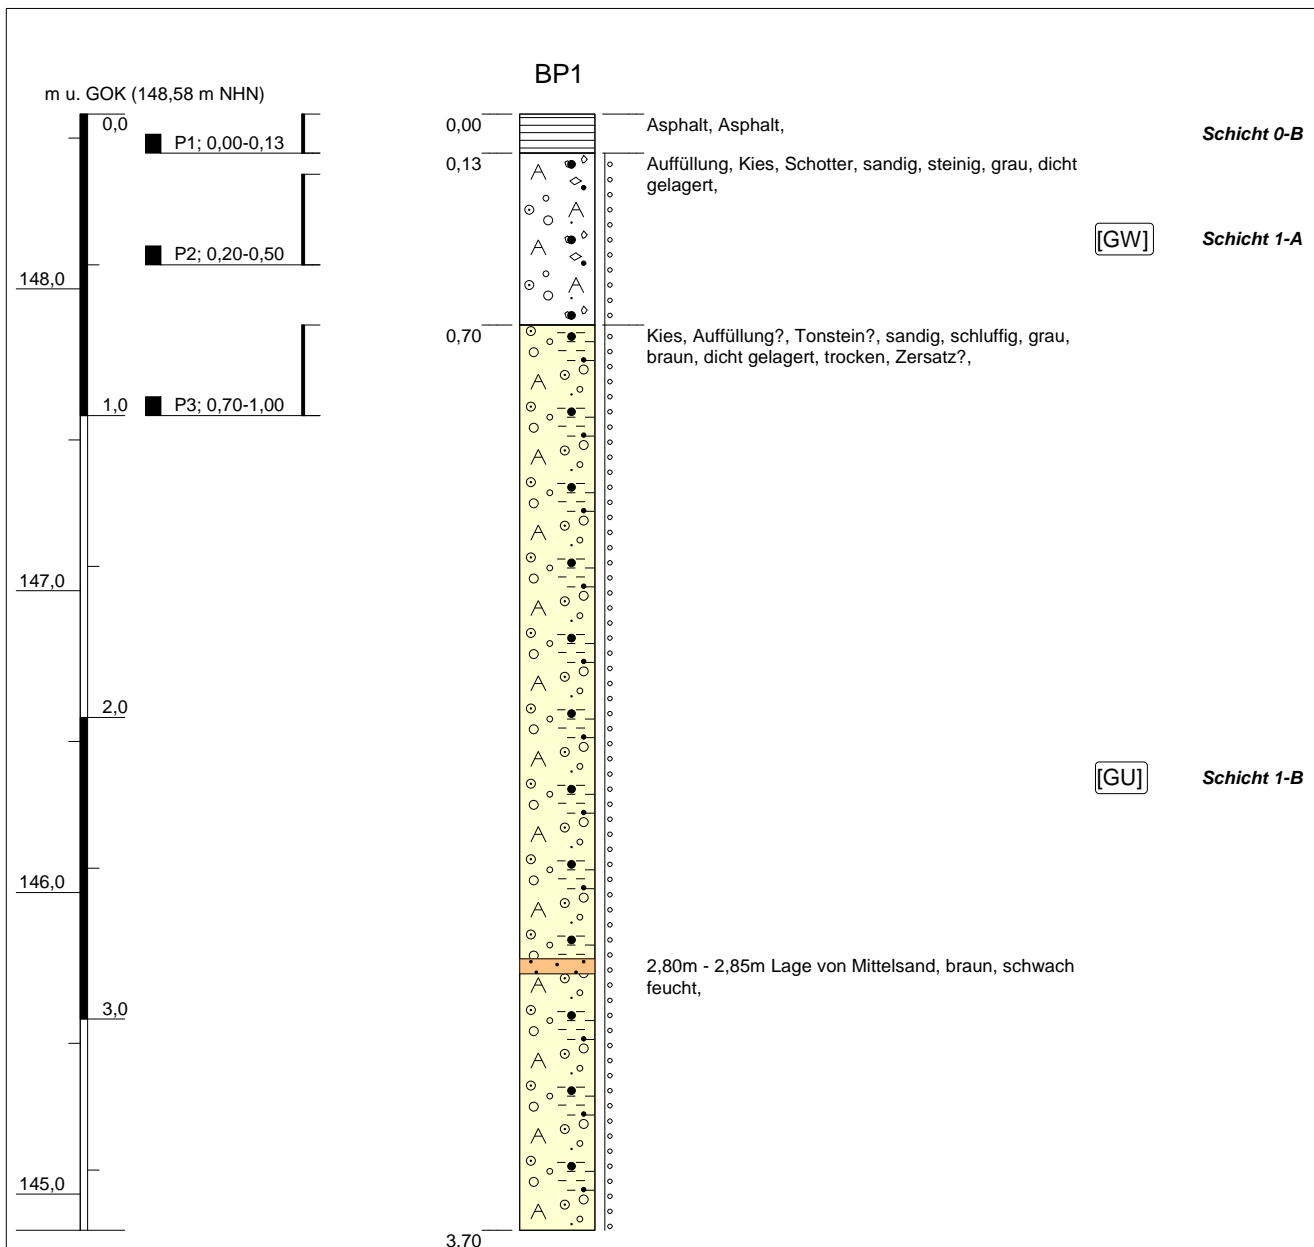 BP1
m u. GOK (148,58 m NHN)
0,0
P1; 0,00-0,13
0,00
Asphalt, Asphalt,
Schicht 0-B
0,13
Auffüllung, Kies, Schotter, sandig, steinig, grau, dicht
gelagert,
P2; 0,20-0,50
[GW]
Schicht 1-A
148,0
0,70
Kies, Auffüllung?, Tonstein?, sandig, schluffig, grau,
braun, dicht gelagert, trocken, Zersatz?,
1,0
P3; 0,70-1,00
147,0
2,0
[GU]
Schicht 1-B
146,0
2,80m - 2,85m Lage von Mittelsand, braun, schwach
feucht,
3,0
145,0
3,70